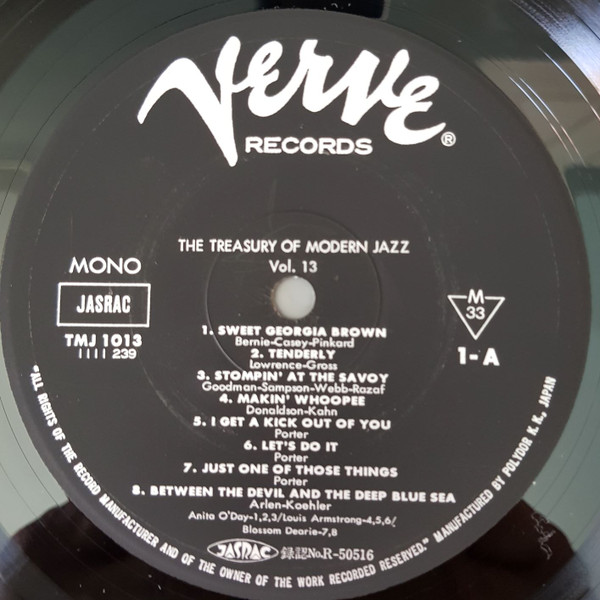 Verve®
RECORDS
THE TREASURY OF MODERN JAZZ
Vol. 13
MONO
JASRAC
TMJ 1013
1111 239
M
33
1-A
1. SWEET GEORGIA BROWN
Bernie-Casey-Pinkard
2. TENDERLY
Lawrence-Gross
3. STOMPIN' AT THE SAVOY
Goodman-Sampson-Webb-Razaf
4. MAKIN' WHOOPEE
Donaldson-Kahn
5. I GET A KICK OUT OF YOU
Porter
6. LET'S DO IT
Porter
7. JUST ONE OF THOSE THINGS
Porter
8. BETWEEN THE DEVIL AND THE DEEP BLUE SEA
Arlen-Koehler
Anita O'Day-1,2,3/Louis Armstrong-4,5,6/
Blossom Dearie-7,8
JASRAC 録認No.R-50516
"ALL RIGHTS OF THE RECORD MANUFACTURER AND OF THE OWNER OF THE WORK RECORDED RESERVED." MANUFACTURED BY POLYDOR K. K., JAPAN